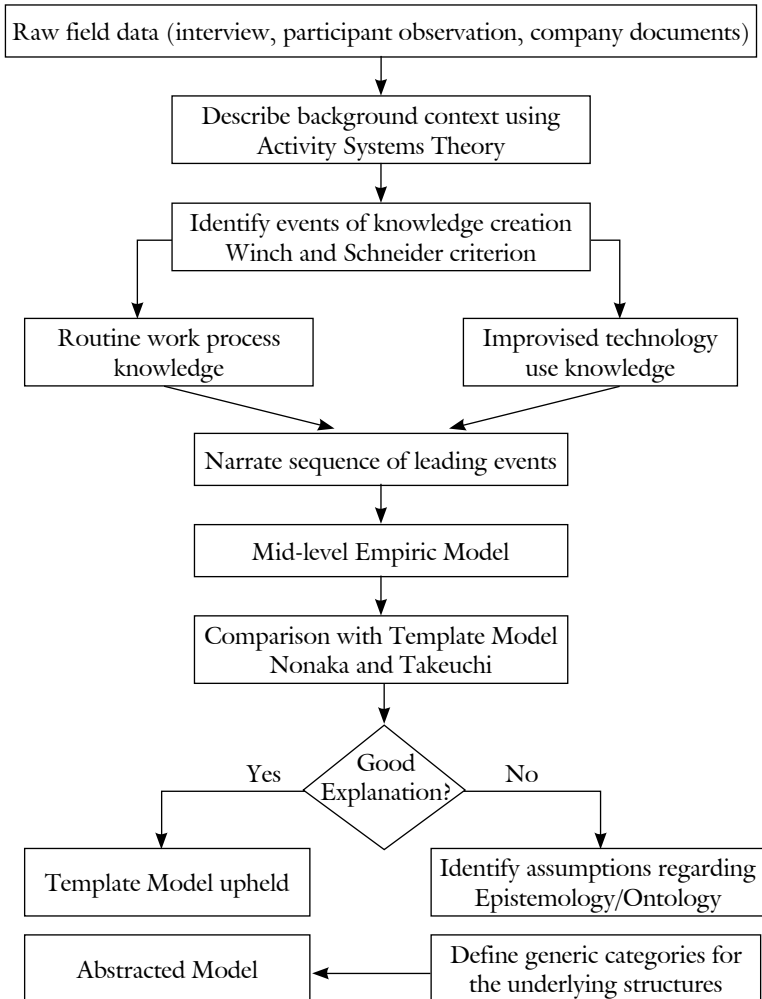 Raw field data (interview, participant observation, company documents)
Describe background context using
Activity Systems Theory
Identify events of knowledge creation
Winch and Schneider criterion
Routine work process
knowledge
Improvised technology
use knowledge
Narrate sequence of leading events
Mid-level Empiric Model
Comparison with Template Model
Nonaka and Takeuchi
Good
Explanation?
Yes
No
Template Model upheld
Identify assumptions regarding
Epistemology/Ontology
Abstracted Model
Define generic categories for
the underlying structures